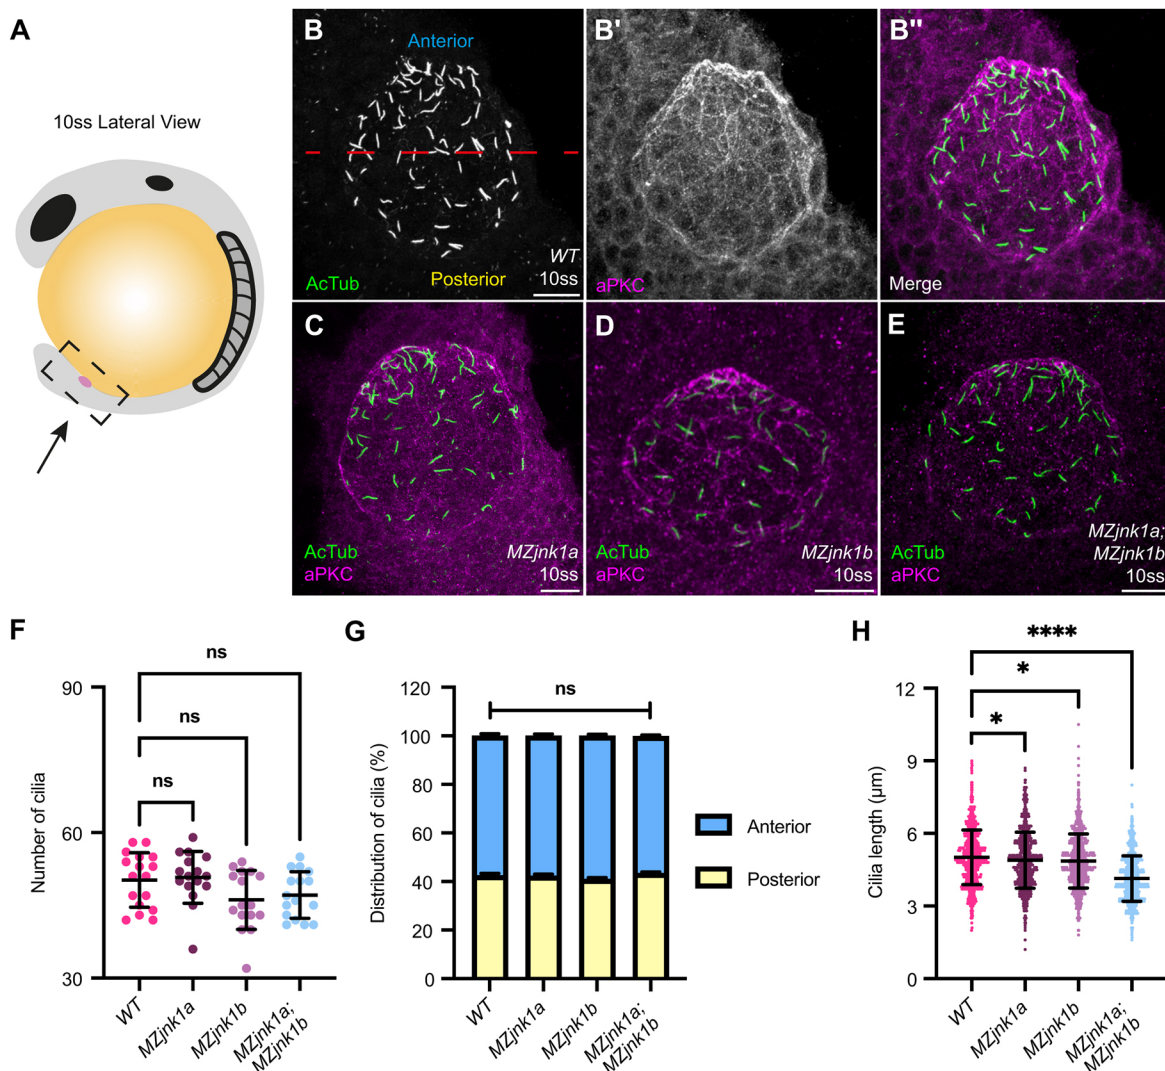 A
10ss Lateral View
B
Anterior
Posterior
AcTub
WT
10ss
B'
aPKC
B"
Merge
C
AcTub
aPKC
MZjnk1a
10ss
D
AcTub
aPKC
MZjnk1b
10ss
E
AcTub
aPKC
MZjnk1a;
MZjnk1b
10ss
F
ns
ns
ns
90
60
30
Number of cilia
WT
MZjnk1a
MZjnk1b
MZjnk1a;
MZjnk1b
G
ns
120
100
80
60
40
20
0
Distribution of cilia (%)
WT
MZjnk1a
MZjnk1b
MZjnk1a;
MZjnk1b
Anterior
Posterior
H
****
*
*
12
9
6
3
0
Cilia length (μm)
WT
MZjnk1a
MZjnk1b
MZjnk1a;
MZjnk1b